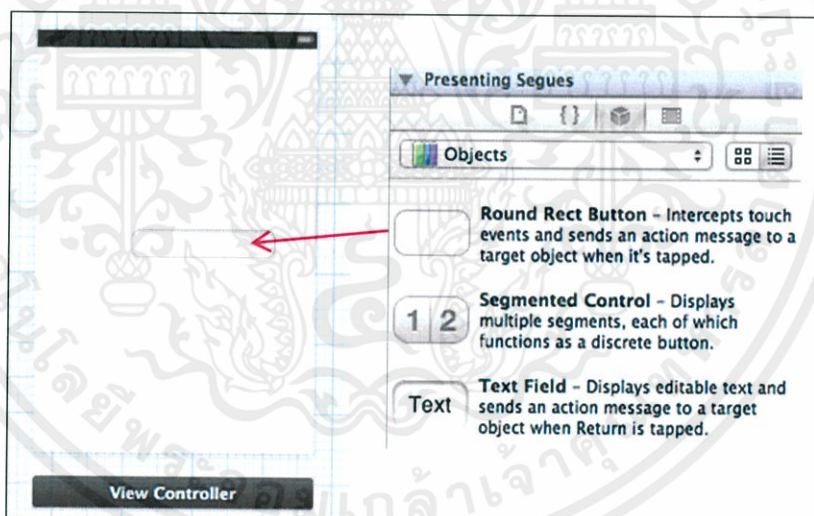 Presenting Segues
Objects
Round Rect Button – Intercepts touch
events and sends an action message to a
target object when it's tapped.
1 2
Segmented Control – Displays
multiple segments, each of which
functions as a discrete button.
Text
Text Field – Displays editable text and
sends an action message to a target
object when Return is tapped.
View Controller